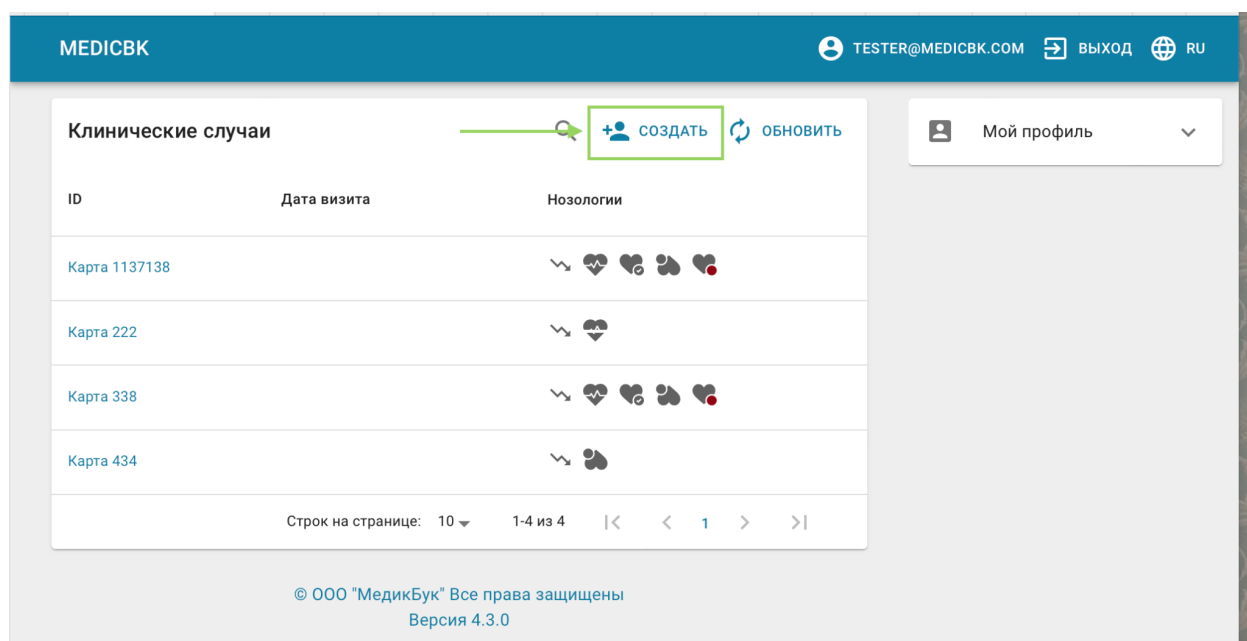 MEDICBK
TESTER@MEDICBK.COM ВЫХОД RU
Клинические случаи
СОЗДАТЬ ОБНОВИТЬ
Мой профиль
ID Дата визита Нозологии
Карта 1137138
Карта 222
Карта 338
Карта 434
Строк на странице: 10 1-4 из 4 1
© ООО "МедикБук" Все права защищены
Версия 4.3.0